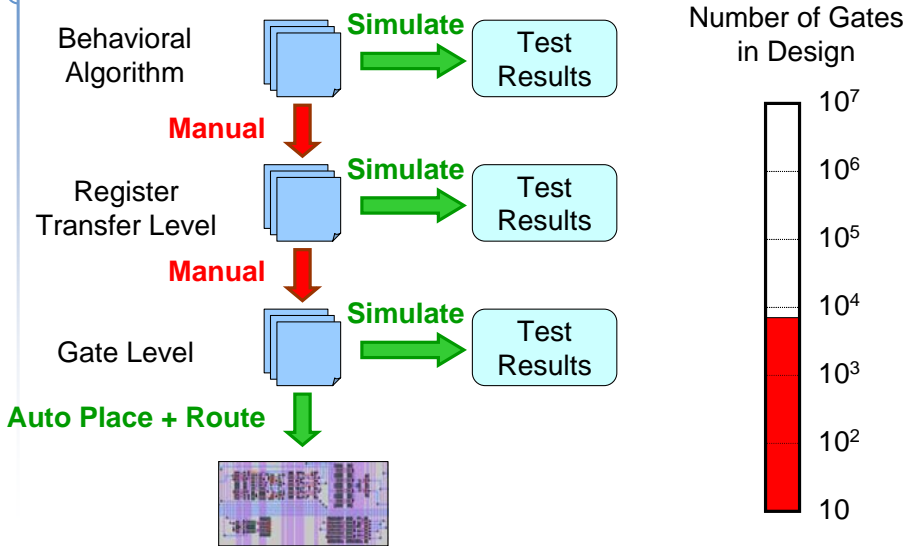 Behavioral
Algorithm
Simulate
Test
Results
Manual
Register
Transfer Level
Simulate
Test
Results
Manual
Gate Level
Simulate
Test
Results
Auto Place + Route
Number of Gates
in Design
10⁷
10⁶
10⁵
10⁴
10³
10²
10